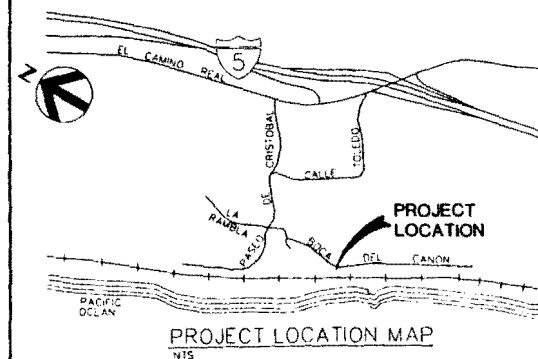 5
EL CAMINO REAL
Z
PASEO DE CRISTOBAL
CALLE TOLEDO
LA RAMBLA
BOCA DEL CANON
PROJECT
LOCATION
PACIFIC
OCEAN
PROJECT LOCATION MAP
NTS